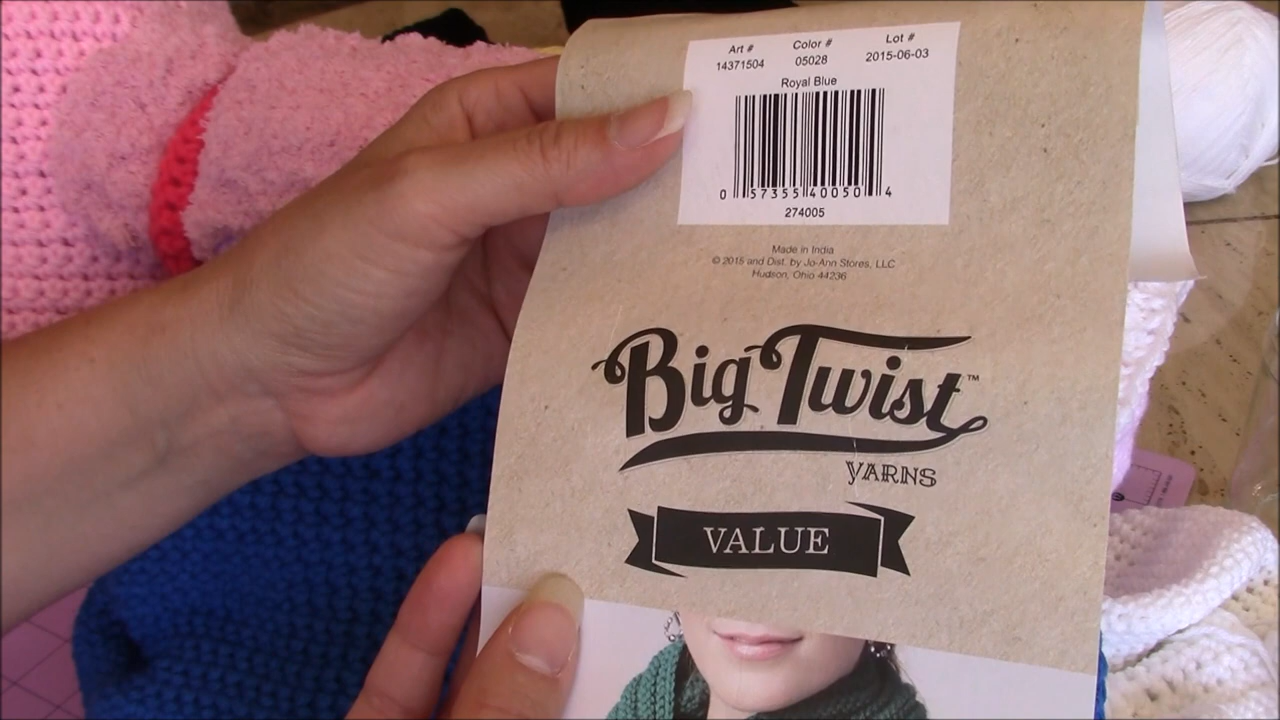 Art # Color # Lot #
14371504 05028 2015-06-03
Royal Blue
0 57355 40050 4
274005
Made in India
© 2015 and Dist. by Jo-Ann Stores, LLC
Hudson, Ohio 44236
Big Twist™
YARNS
VALUE